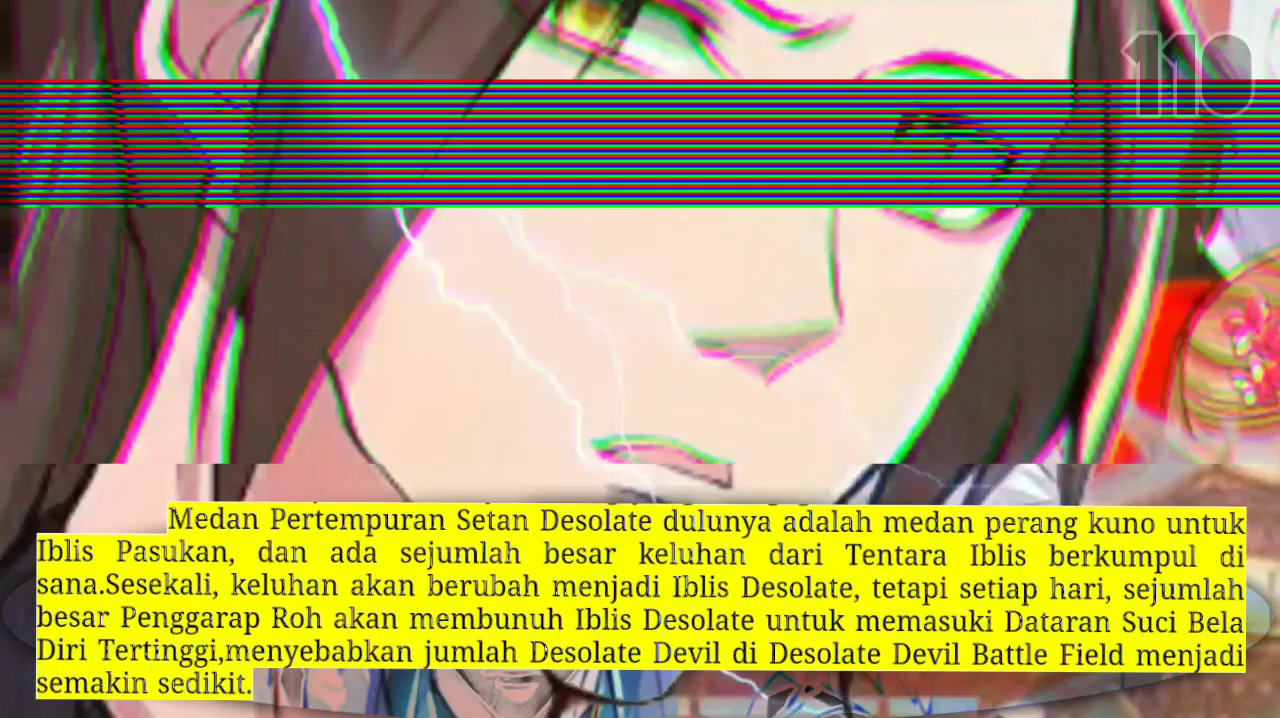 110
Medan Pertempuran Setan Desolate dulunya adalah medan perang kuno untuk
Iblis Pasukan, dan ada sejumlah besar keluhan dari Tentara Iblis berkumpul di
sana.Sesekali, keluhan akan berubah menjadi Iblis Desolate, tetapi setiap hari, sejumlah
besar Penggarap Roh akan membunuh Iblis Desolate untuk memasuki Dataran Suci Bela
Diri Tertinggi,menyebabkan jumlah Desolate Devil di Desolate Devil Battle Field menjadi
semakin sedikit.